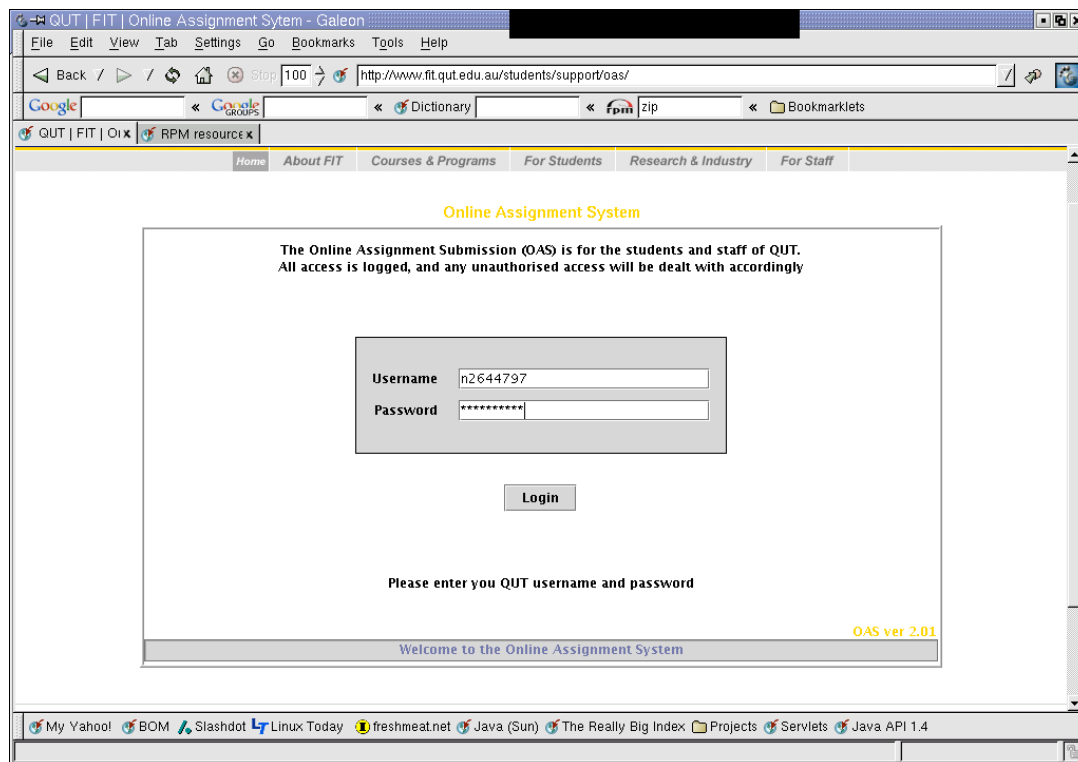 QUT | FIT | Online Assignment Sytem - Galeon
File Edit View Tab Settings Go Bookmarks Tools Help
Back Stop 100 http://www.fit.qut.edu.au/students/support/oas/
Google « Google GROUPS « Dictionary « rpm zip « Bookmarklets
QUT | FIT | Or x RPM resource x
Home About FIT Courses & Programs For Students Research & Industry For Staff
Online Assignment System
The Online Assignment Submission (OAS) is for the students and staff of QUT.
All access is logged, and any unauthorised access will be dealt with accordingly
Username n2644797
Password **********
Login
Please enter you QUT username and password
OAS ver 2.01
Welcome to the Online Assignment System
My Yahoo! BOM Slashdot LT Linux Today freshmeat.net Java (Sun) The Really Big Index Projects Servlets Java API 1.4